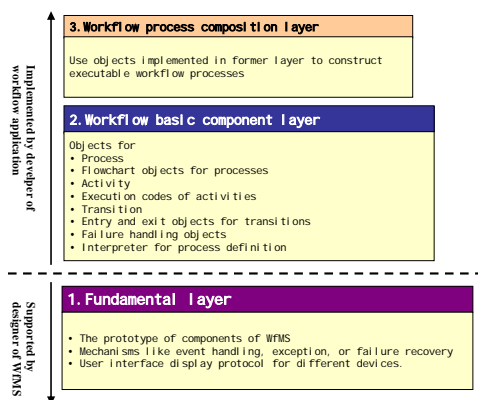 3.Workflow process composition layer
Use objects implemented in former layer to construct
executable workflow processes
Implemented by develper of
workflow application
2.Workflow basic component layer
Objects for
• Process
• Flowchart objects for processes
• Activity
• Execution codes of activities
• Transition
• Entry and exit objects for transitions
• Failure handling objects
• Interpreter for process definition
Supported by
designer of WfMS
1.Fundamental layer
• The prototype of components of WfMS
• Mechanisms like event handling, exception, or failure recovery
• User interface display protocol for different devices.